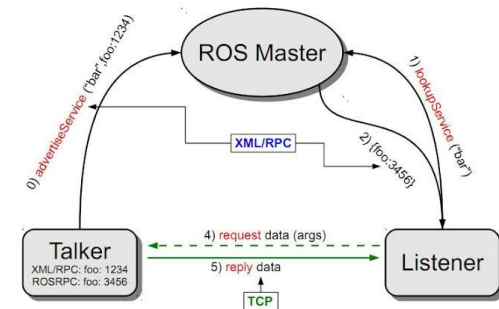 ROS Master
0) advertiseService ("bar",foo:1234)
1) lookupService ("bar")
XML/RPC
2) {foo:3456}
4) request data (args)
Talker
XML/RPC: foo: 1234
ROSRPC: foo: 3456
Listener
5) reply data
TCP